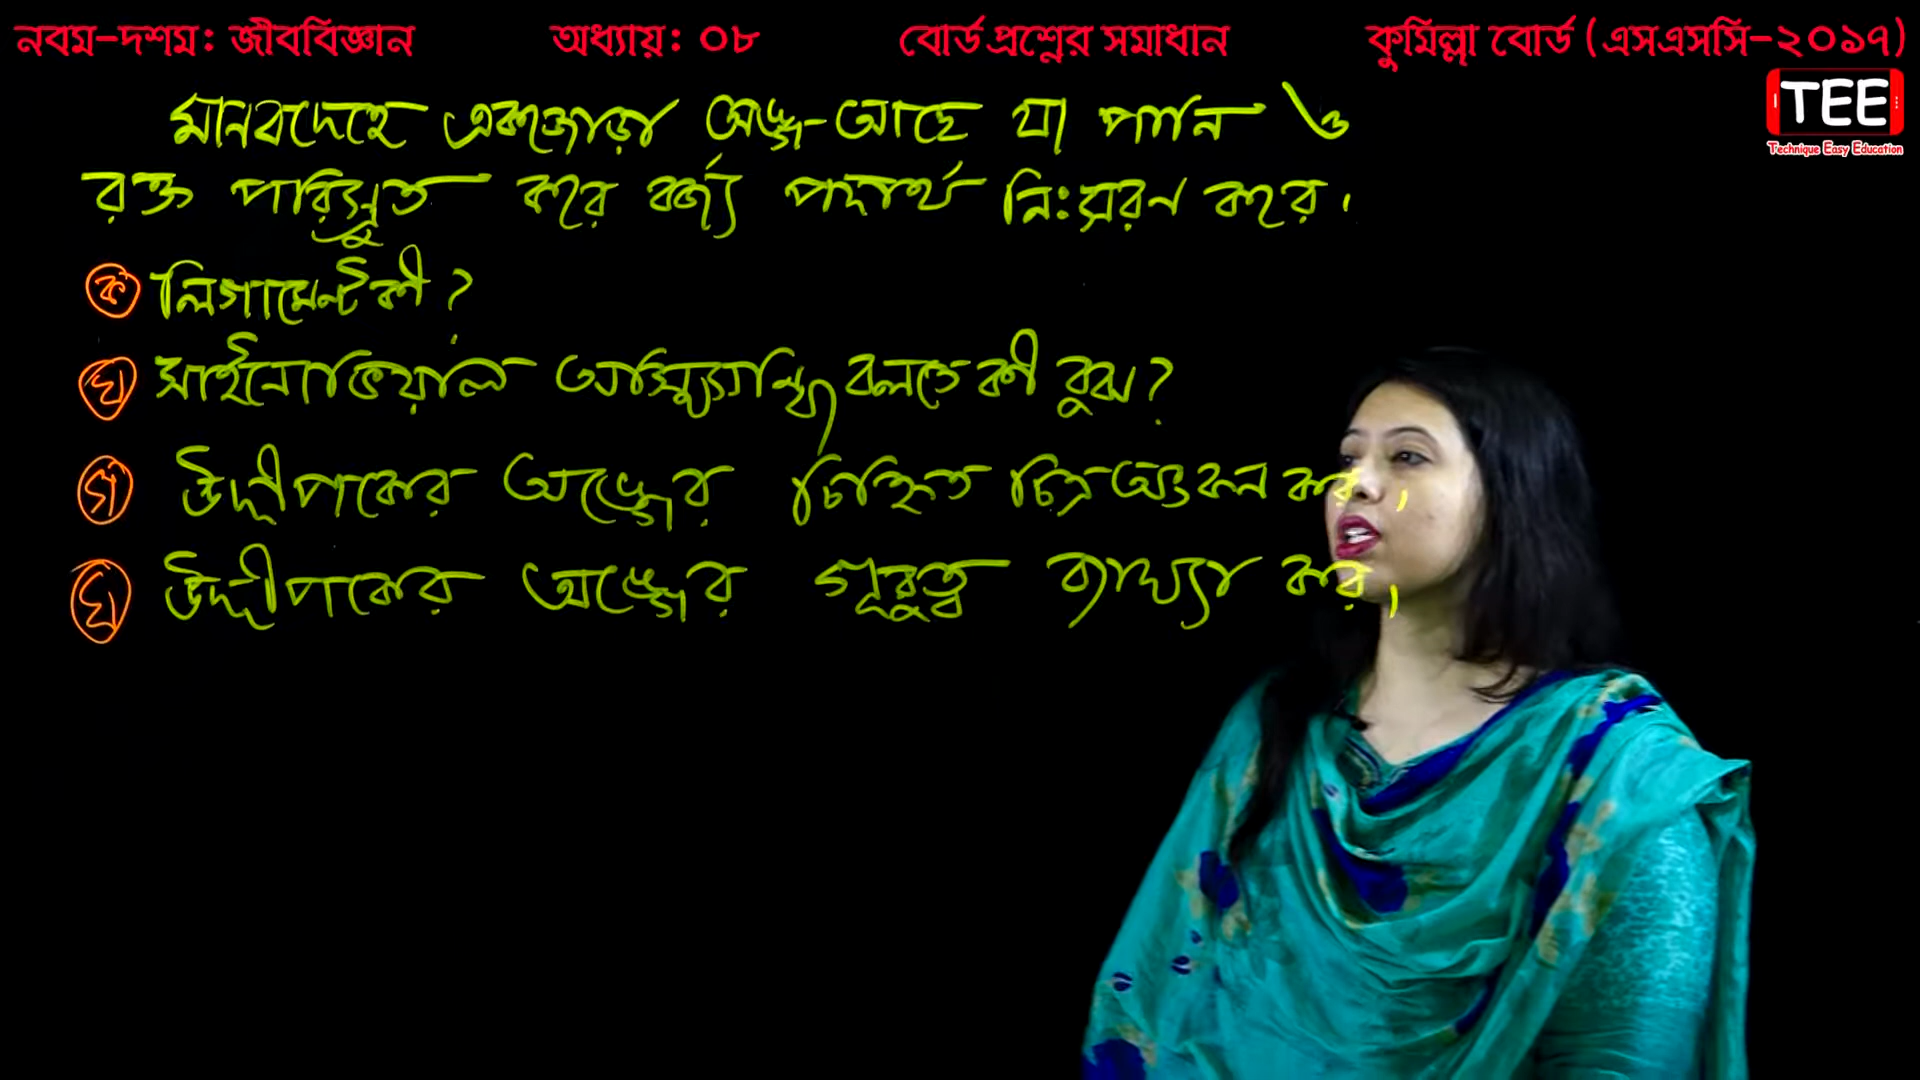 নবম-দশম: জীববিজ্ঞান অধ্যায়: ০৮ বোর্ড প্রশ্নের সমাধান কুমিল্লা বোর্ড (এসএসসি-২০১৭)
TEE
Technique Easy Education
মানবদেহে একজোড়া অঙ্গ-আছে যা পানি ও
রক্ত পরিস্রুত করে বর্জ্য পদার্থ নিঃসরণ করে।
ক লিগামেন্ট কী?
খ সাইনোভিয়াল অস্থিসন্ধি বলতে কী বুঝ?
গ উদ্দীপকের অঙ্গের চিহ্নিত চিত্র অংকন কর।
ঘ উদ্দীপকের অঙ্গের গুরুত্ব ব্যাখ্যা কর।